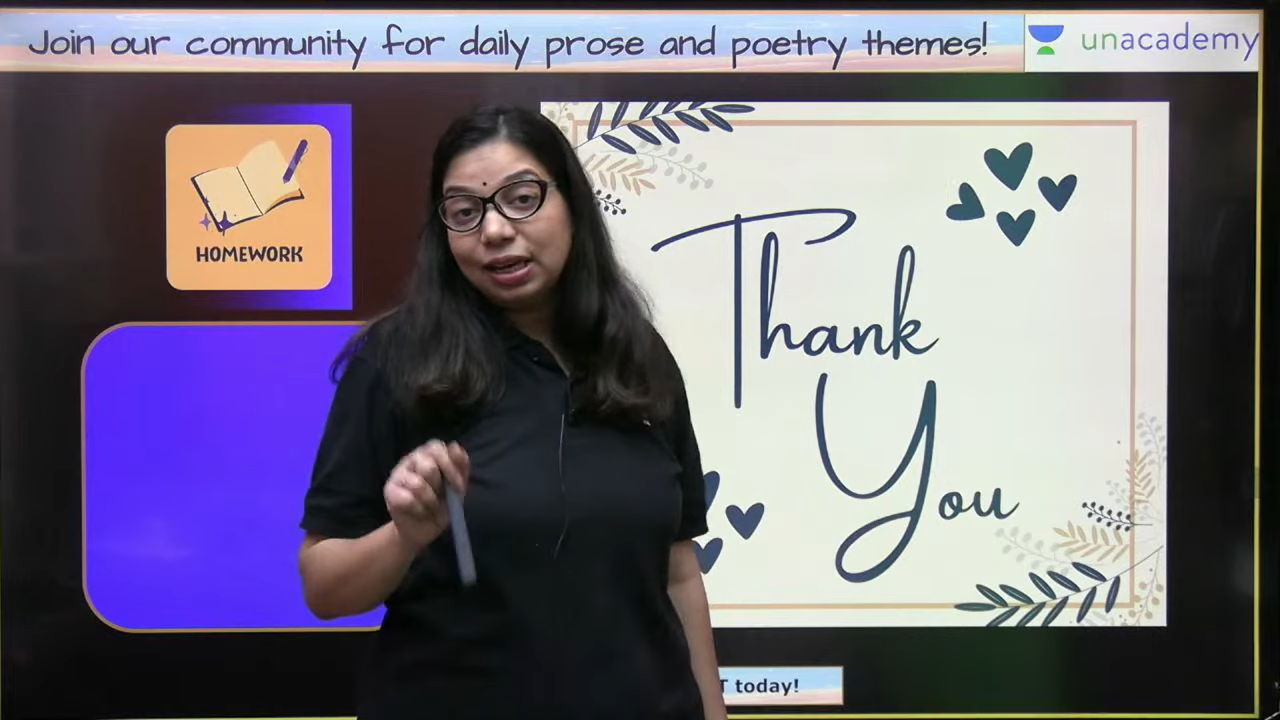 Join our community for daily prose and poetry themes!
unacademy
HOMEWORK
Thank
You
today!